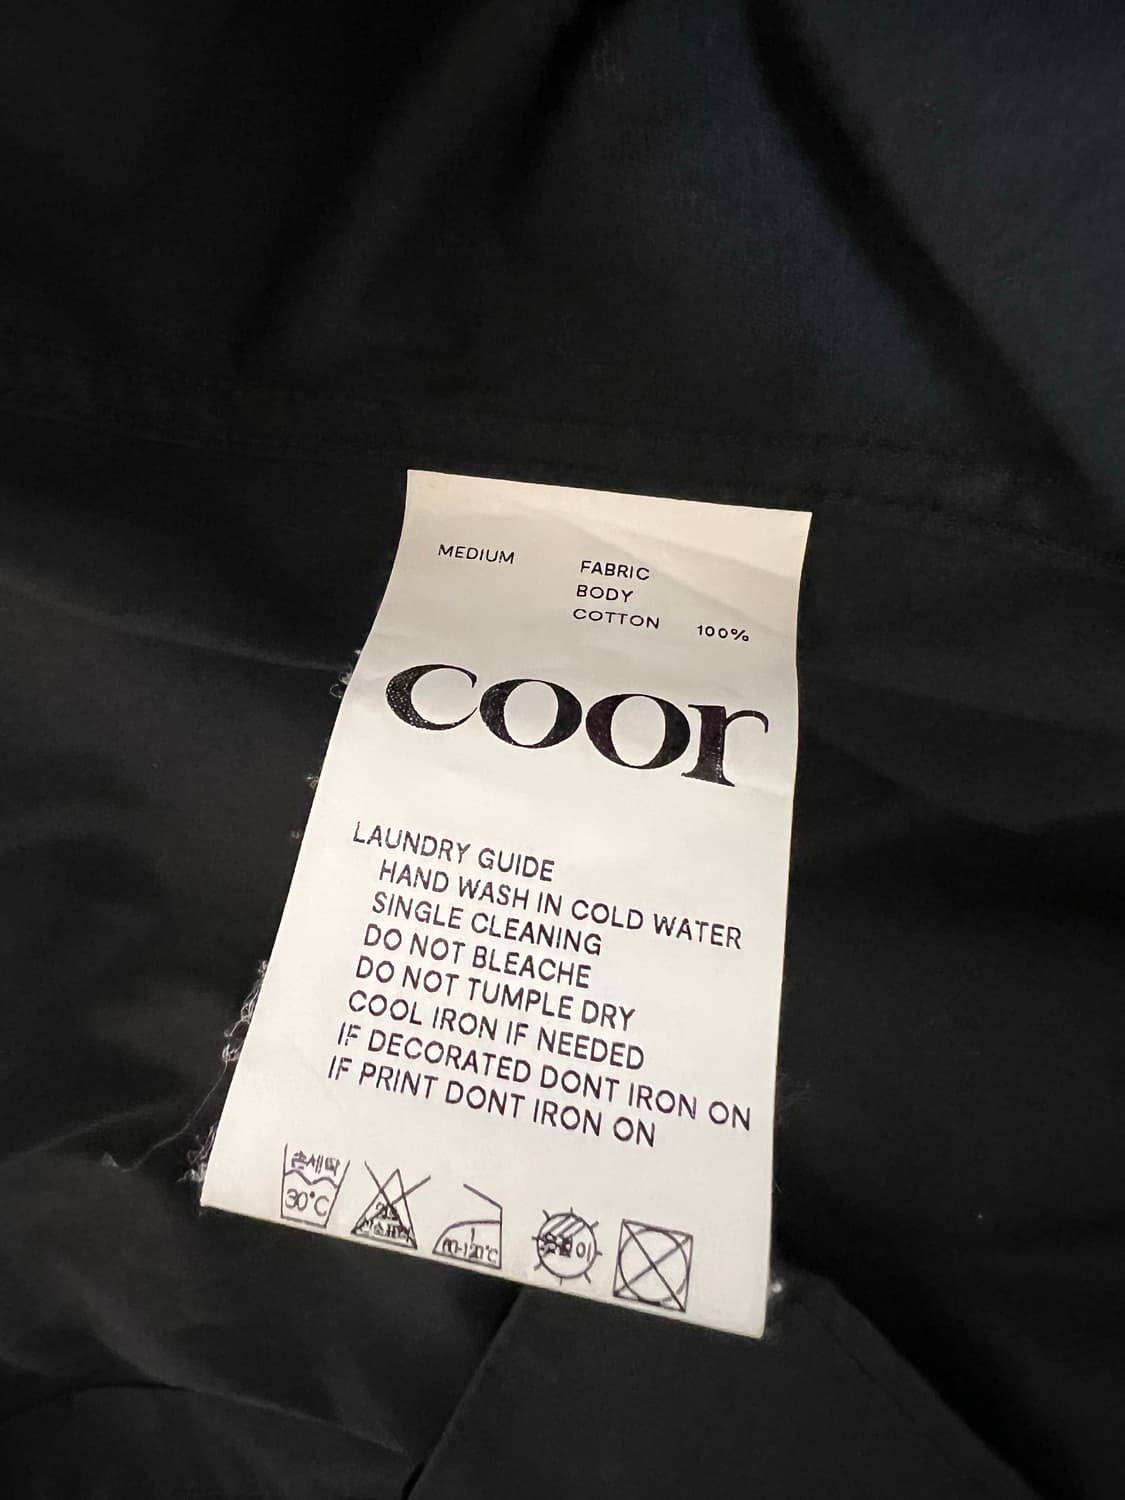 MEDIUM
FABRIC
BODY
COTTON 100%
coor
LAUNDRY GUIDE
HAND WASH IN COLD WATER
SINGLE CLEANING
DO NOT BLEACHE
DO NOT TUMPLE DRY
COOL IRON IF NEEDED
IF DECORATED DONT IRON ON
IF PRINT DONT IRON ON
손세탁
30°C